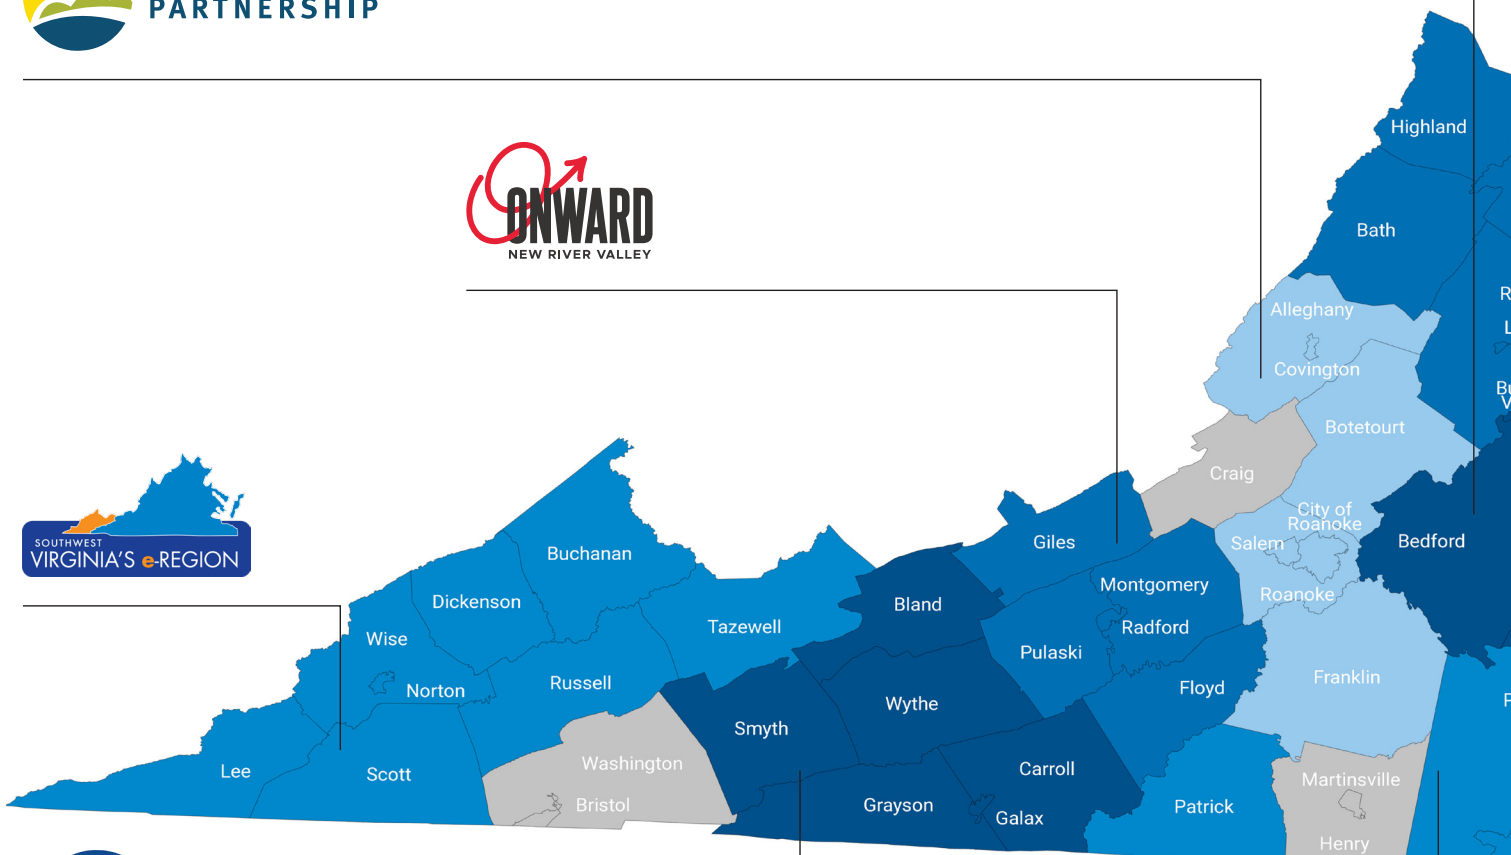 PARTNERSHIP
ONWARD
NEW RIVER VALLEY
SOUTHWEST
VIRGINIA'S e-REGION
Highland
Bath
Alleghany
Covington
Botetourt
Craig
City of
Roanoke
Salem
Roanoke
Bedford
Giles
Montgomery
Radford
Pulaski
Floyd
Franklin
Buchanan
Dickenson
Wise
Norton
Tazewell
Russell
Bland
Wythe
Smyth
Lee
Scott
Washington
Bristol
Grayson
Carroll
Galax
Patrick
Martinsville
Henry